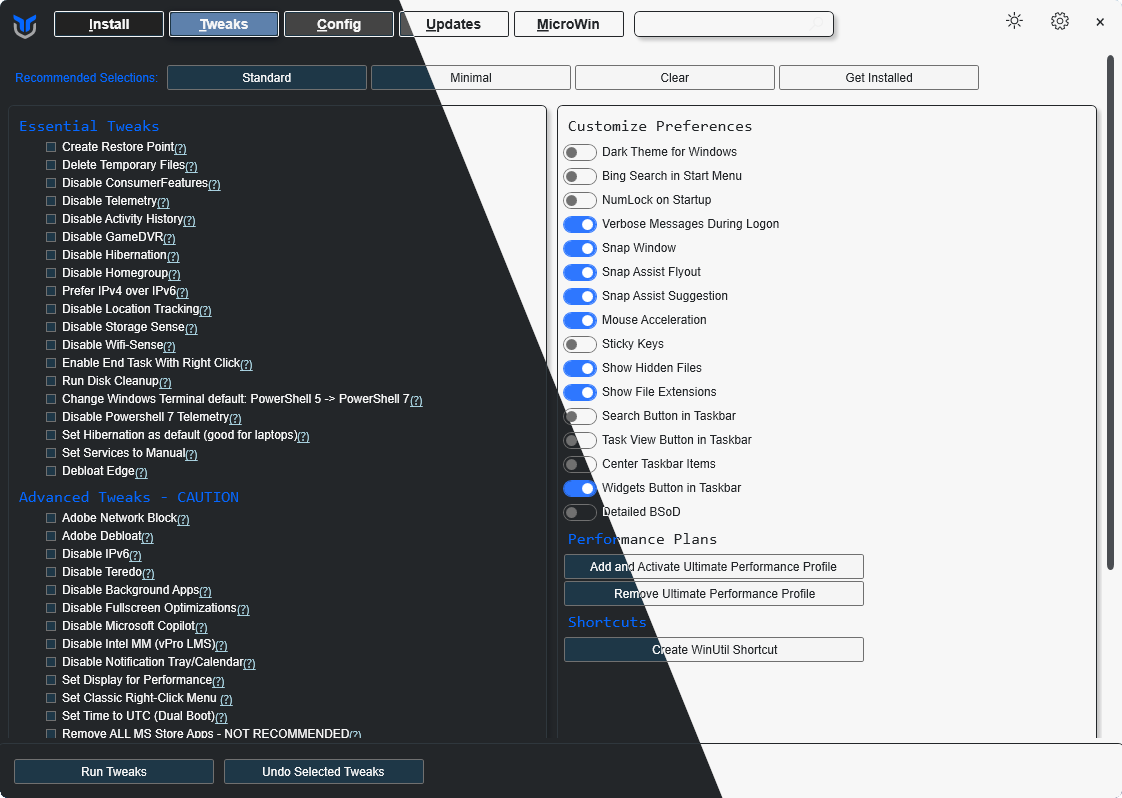 Install Tweaks Config Updates MicroWin
Recommended Selections: Standard Minimal Clear Get Installed
Essential Tweaks
Create Restore Point(?)
Delete Temporary Files(?)
Disable ConsumerFeatures(?)
Disable Telemetry(?)
Disable Activity History(?)
Disable GameDVR(?)
Disable Hibernation(?)
Disable Homegroup(?)
Prefer IPv4 over IPv6(?)
Disable Location Tracking(?)
Disable Storage Sense(?)
Disable Wifi-Sense(?)
Enable End Task With Right Click(?)
Run Disk Cleanup(?)
Change Windows Terminal default: PowerShell 5 -> PowerShell 7(?)
Disable Powershell 7 Telemetry(?)
Set Hibernation as default (good for laptops)(?)
Set Services to Manual(?)
Debloat Edge(?)
Advanced Tweaks - CAUTION
Adobe Network Block(?)
Adobe Debloat(?)
Disable IPv6(?)
Disable Teredo(?)
Disable Background Apps(?)
Disable Fullscreen Optimizations(?)
Disable Microsoft Copilot(?)
Disable Intel MM (vPro LMS)(?)
Disable Notification Tray/Calendar(?)
Set Display for Performance(?)
Set Classic Right-Click Menu (?)
Set Time to UTC (Dual Boot)(?)
Remove ALL MS Store Apps - NOT RECOMMENDED(?)
Customize Preferences
Dark Theme for Windows
Bing Search in Start Menu
NumLock on Startup
Verbose Messages During Logon
Snap Window
Snap Assist Flyout
Snap Assist Suggestion
Mouse Acceleration
Sticky Keys
Show Hidden Files
Show File Extensions
Search Button in Taskbar
Task View Button in Taskbar
Center Taskbar Items
Widgets Button in Taskbar
Detailed BSoD
Performance Plans
Add and Activate Ultimate Performance Profile
Remove Ultimate Performance Profile
Shortcuts
Create WinUtil Shortcut
Run Tweaks Undo Selected Tweaks